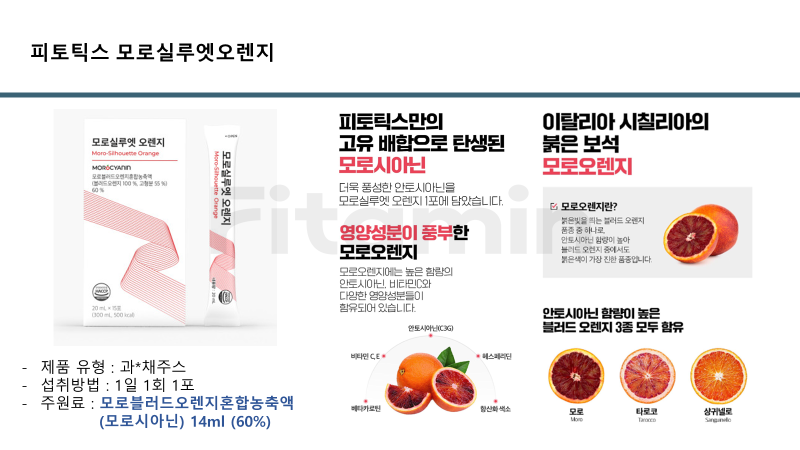 피토틱스 모로실루엣오렌지
모로실루엣 오렌지
Moro-Silhouette Orange
MOROCYANIN
모로블러드오렌지혼합농축액
(블러드오렌지 100 %, 고형분 55 %)
60 %
HACCP
20 mL × 15포
(300 mL, 500 kcal)
모로실루엣 오렌지
Moro-Silhouette Orange
20 mL
피토틱스만의
고유 배합으로 탄생된
모로시아닌
더욱 풍성한 안토시아닌을
모로실루엣 오렌지 1포에 담았습니다.
영양성분이 풍부한
모로오렌지
모로오렌지에는 높은 함량의
안토시아닌, 비타민C와
다양한 영양성분들이
함유되어 있습니다.
안토시아닌(C3G)
비타민 C, E
헤스페리딘
베타카로틴
항산화 색소
이탈리아 시칠리아의
붉은 보석
모로오렌지
모로오렌지란?
붉은빛을 띄는 블러드 오렌지
품종 중 하나로,
안토시아닌 함량이 높아
블러드 오렌지 중에서도
붉은색이 가장 진한 품종입니다.
안토시아닌 함량이 높은
블러드 오렌지 3종 모두 함유
모로
Moro
타로코
Tarocco
상귀넬로
Sanguinello
Fitamin
- 제품 유형 : 과*채주스
- 섭취방법 : 1일 1회 1포
- 주원료 : 모로블러드오렌지혼합농축액
(모로시아닌) 14ml (60%)